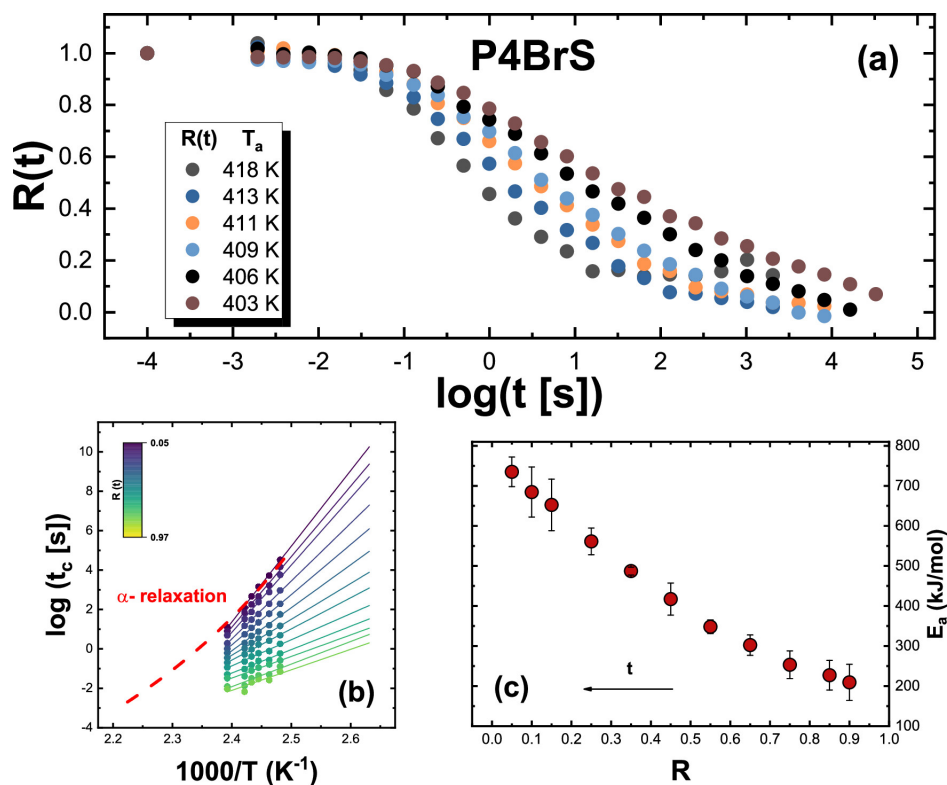 P4BrS
(a)
R(t)
1.0
0.8
0.6
0.4
0.2
0.0
R(t) Tₐ
418 K
413 K
411 K
409 K
406 K
403 K
-4 -3 -2 -1 0 1 2 3 4 5
log(t [s])
log (t_c [s])
10
8
6
4
2
0
-2
-4
0.05
R (t)
0.97
α- relaxation
(b)
2.2 2.3 2.4 2.5 2.6
1000/T (K⁻¹)
800
700
600
500
400
300
200
100
Eₐ (kJ/mol)
t
(c)
0.0 0.1 0.2 0.3 0.4 0.5 0.6 0.7 0.8 0.9 1.0
R